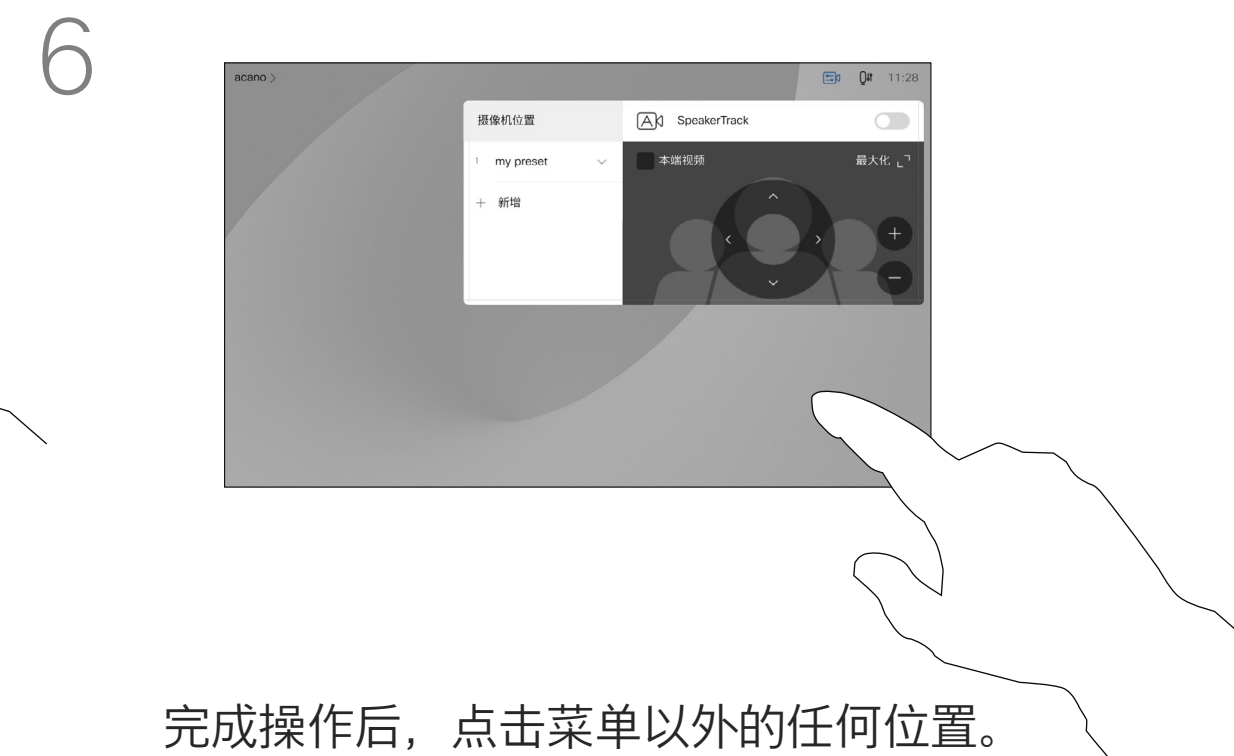 6
acano >
11:28
摄像机位置
A SpeakerTrack
1 my preset
本端视频
最大化
+ 新增
完成操作后，点击菜单以外的任何位置。